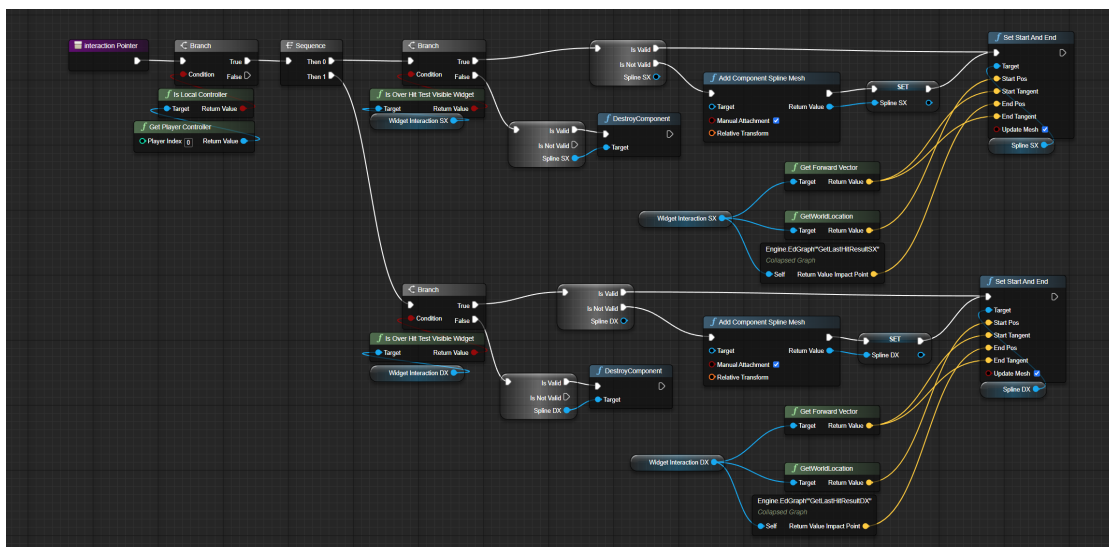 interaction Pointer
Branch
True
Condition
False
Sequence
Then 0
Then 1
Is Local Controller
Target
Return Value
Get Player Controller
Player Index
0
Return Value
Branch
True
Condition
False
Is Over Hit Test Visible Widget
Target
Return Value
Widget Interaction SX
Is Valid
Is Not Valid
Spline SX
DestroyComponent
Target
Is Valid
Is Not Valid
Spline SX
Add Component Spline Mesh
Target
Return Value
Manual Attachment
Relative Transform
SET
Spline SX
Set Start And End
Target
Start Pos
Start Tangent
End Pos
End Tangent
Update Mesh
Spline SX
Get Forward Vector
Target
Return Value
Widget Interaction SX
GetWorldLocation
Target
Return Value
Engine.EdGraph'"GetLastHitResultSX"
Collapsed Graph
Self
Return Value Impact Point
Branch
True
Condition
False
Is Over Hit Test Visible Widget
Target
Return Value
Widget Interaction DX
Is Valid
Is Not Valid
Spline DX
DestroyComponent
Target
Is Valid
Is Not Valid
Spline DX
Add Component Spline Mesh
Target
Return Value
Manual Attachment
Relative Transform
SET
Spline DX
Set Start And End
Target
Start Pos
Start Tangent
End Pos
End Tangent
Update Mesh
Spline DX
Get Forward Vector
Target
Return Value
Widget Interaction DX
GetWorldLocation
Target
Return Value
Engine.EdGraph'"GetLastHitResultDX"
Collapsed Graph
Self
Return Value Impact Point